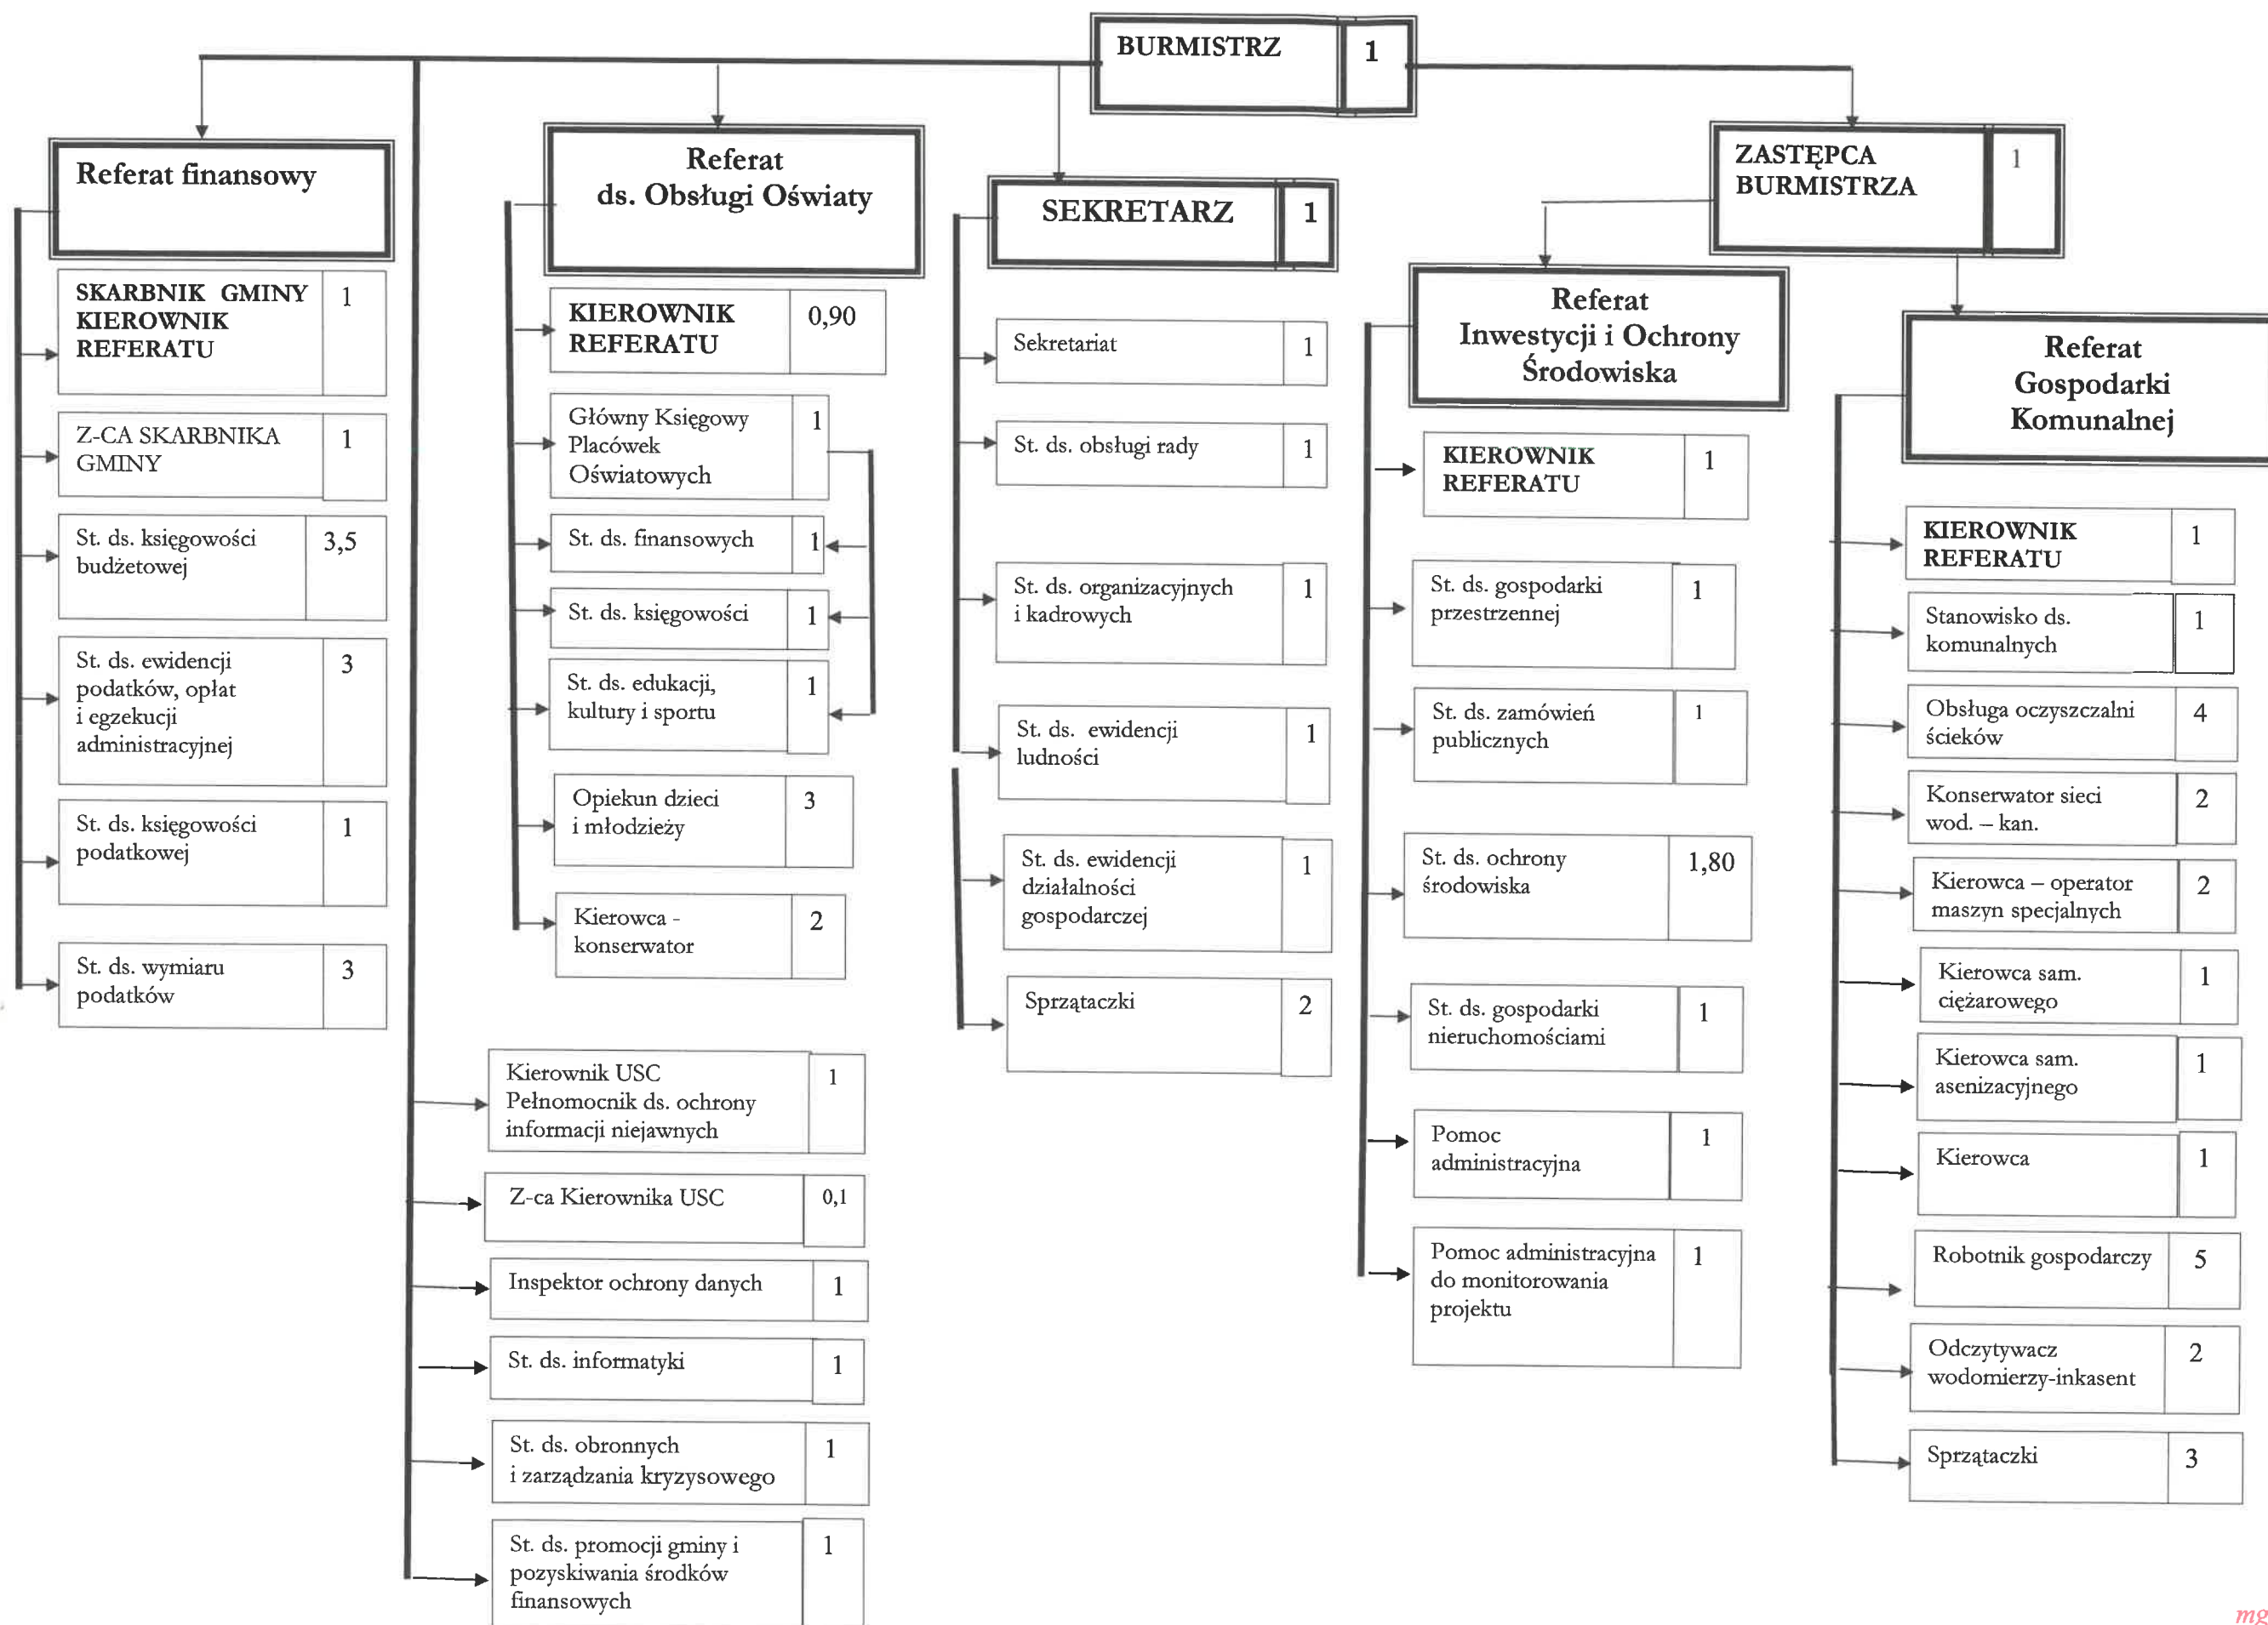 BURMISTRZ 1
Referat finansowy
SKARBNIK GMINY 1
KIEROWNIK
REFERATU
Z-CA SKARBNIKA 1
GMINY
St. ds. księgowości 3,5
budżetowej
St. ds. ewidencji 3
podatków, opłat
i egzekucji
administracyjnej
St. ds. księgowości 1
podatkowej
St. ds. wymiaru 3
podatków
Referat
ds. Obsługi Oświaty
KIEROWNIK 0,90
REFERATU
Główny Księgowy 1
Placówek
Oświatowych
St. ds. finansowych 1
St. ds. księgowości 1
St. ds. edukacji, 1
kultury i sportu
Opiekun dzieci 3
i młodzieży
Kierowca - 2
konserwator
Kierownik USC 1
Pełnomocnik ds. ochrony
informacji niejawnych
Z-ca Kierownika USC 0,1
Inspektor ochrony danych 1
St. ds. informatyki 1
St. ds. obronnych 1
i zarządzania kryzysowego
St. ds. promocji gminy i 1
pozyskiwania środków
finansowych
SEKRETARZ 1
Sekretariat 1
St. ds. obsługi rady 1
St. ds. organizacyjnych 1
i kadrowych
St. ds. ewidencji 1
ludności
St. ds. ewidencji 1
działalności
gospodarczej
Sprzątaczki 2
ZASTĘPCA 1
BURMISTRZA
Referat
Inwestycji i Ochrony
Środowiska
KIEROWNIK 1
REFERATU
St. ds. gospodarki 1
przestrzennej
St. ds. zamówień 1
publicznych
St. ds. ochrony 1,80
środowiska
St. ds. gospodarki 1
nieruchomościami
Pomoc 1
administracyjna
Pomoc administracyjna 1
do monitorowania
projektu
Referat
Gospodarki
Komunalnej
KIEROWNIK 1
REFERATU
Stanowisko ds. 1
komunalnych
Obsługa oczyszczalni 4
ścieków
Konserwator sieci 2
wod. – kan.
Kierowca – operator 2
maszyn specjalnych
Kierowca sam. 1
ciężarowego
Kierowca sam. 1
asenizacyjnego
Kierowca 1
Robotnik gospodarczy 5
Odczytywacz 2
wodomierzy-inkasent
Sprzątaczki 3
mg